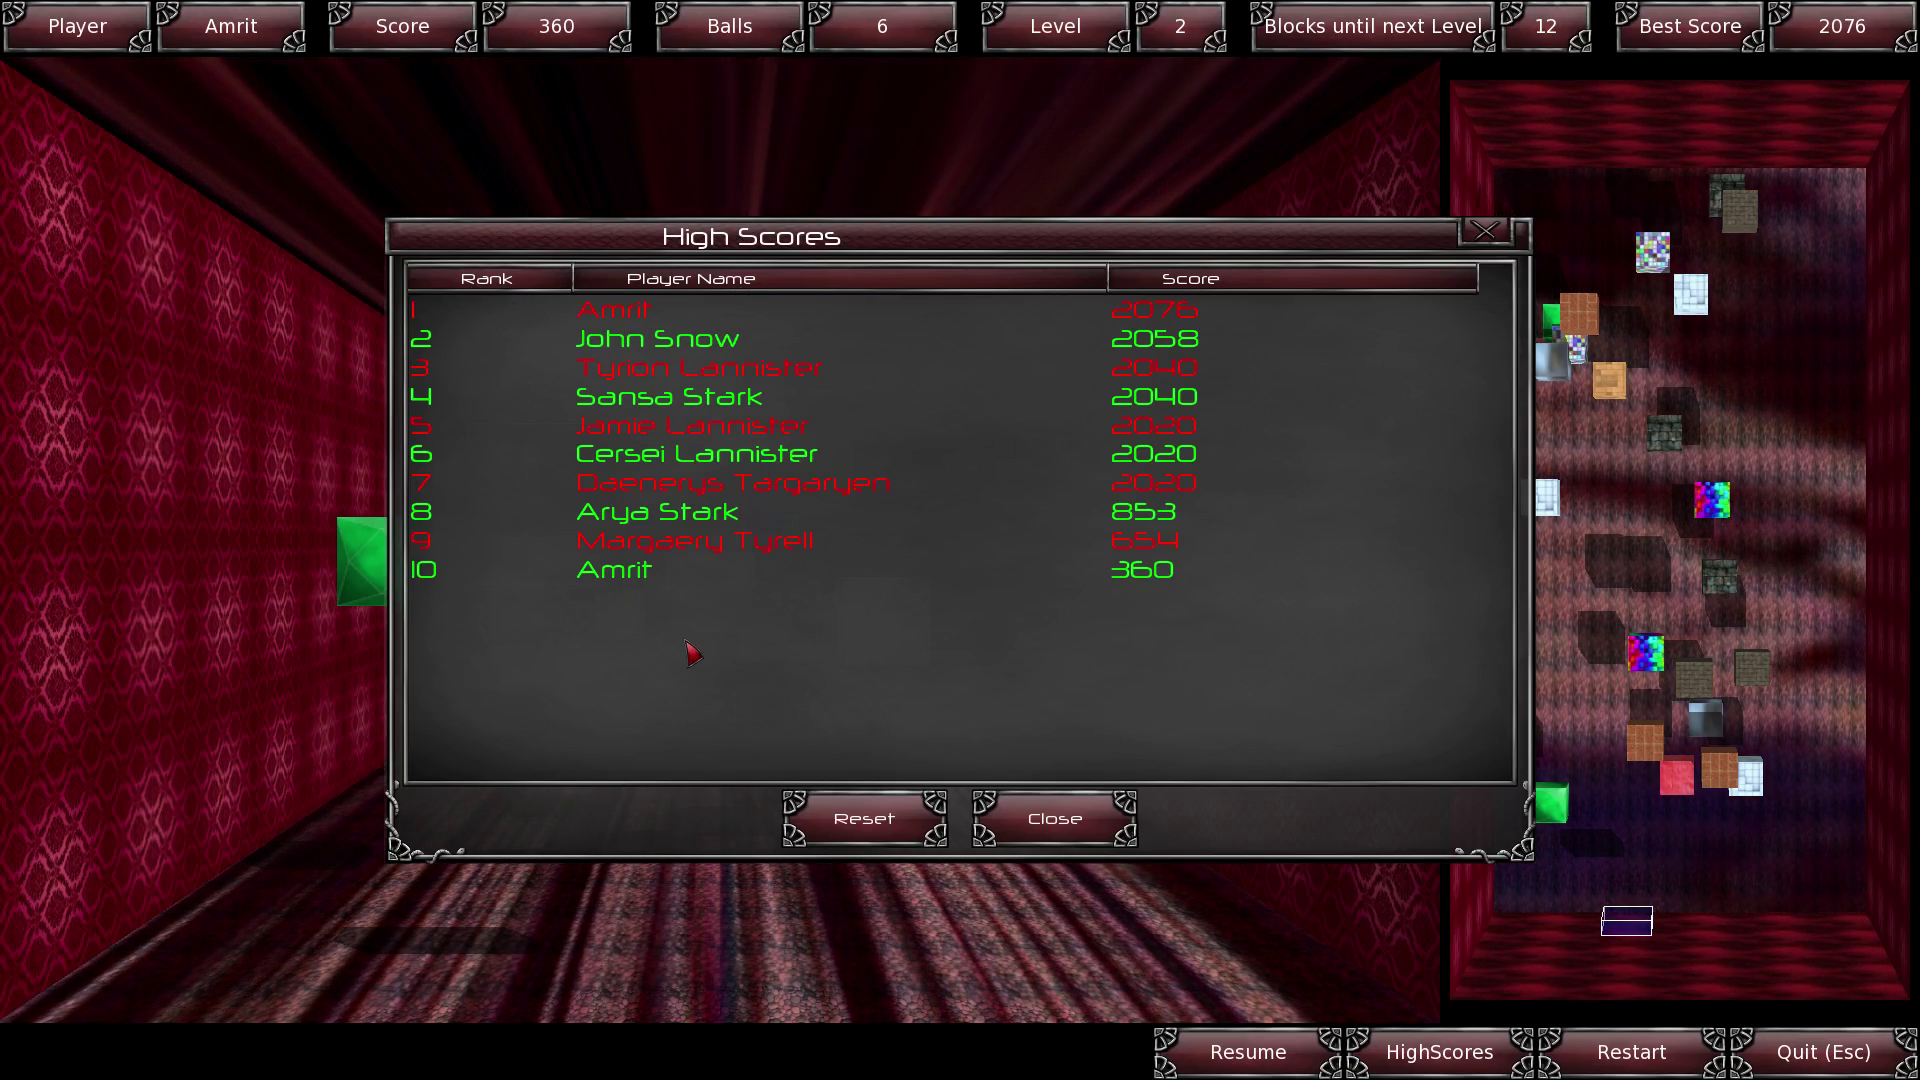 Player Amrit Score 360 Balls 6 Level 2 Blocks until next Level 12 Best Score 2076
High Scores
Rank Player Name Score
1 Amrit 2076
2 John Snow 2058
3 Tyrion Lannister 2040
4 Sansa Stark 2040
5 Jamie Lannister 2020
6 Cersei Lannister 2020
7 Daenerys Targaryen 2020
8 Arya Stark 853
9 Margaery Tyrell 654
10 Amrit 360
Reset Close
Resume HighScores Restart Quit (Esc)